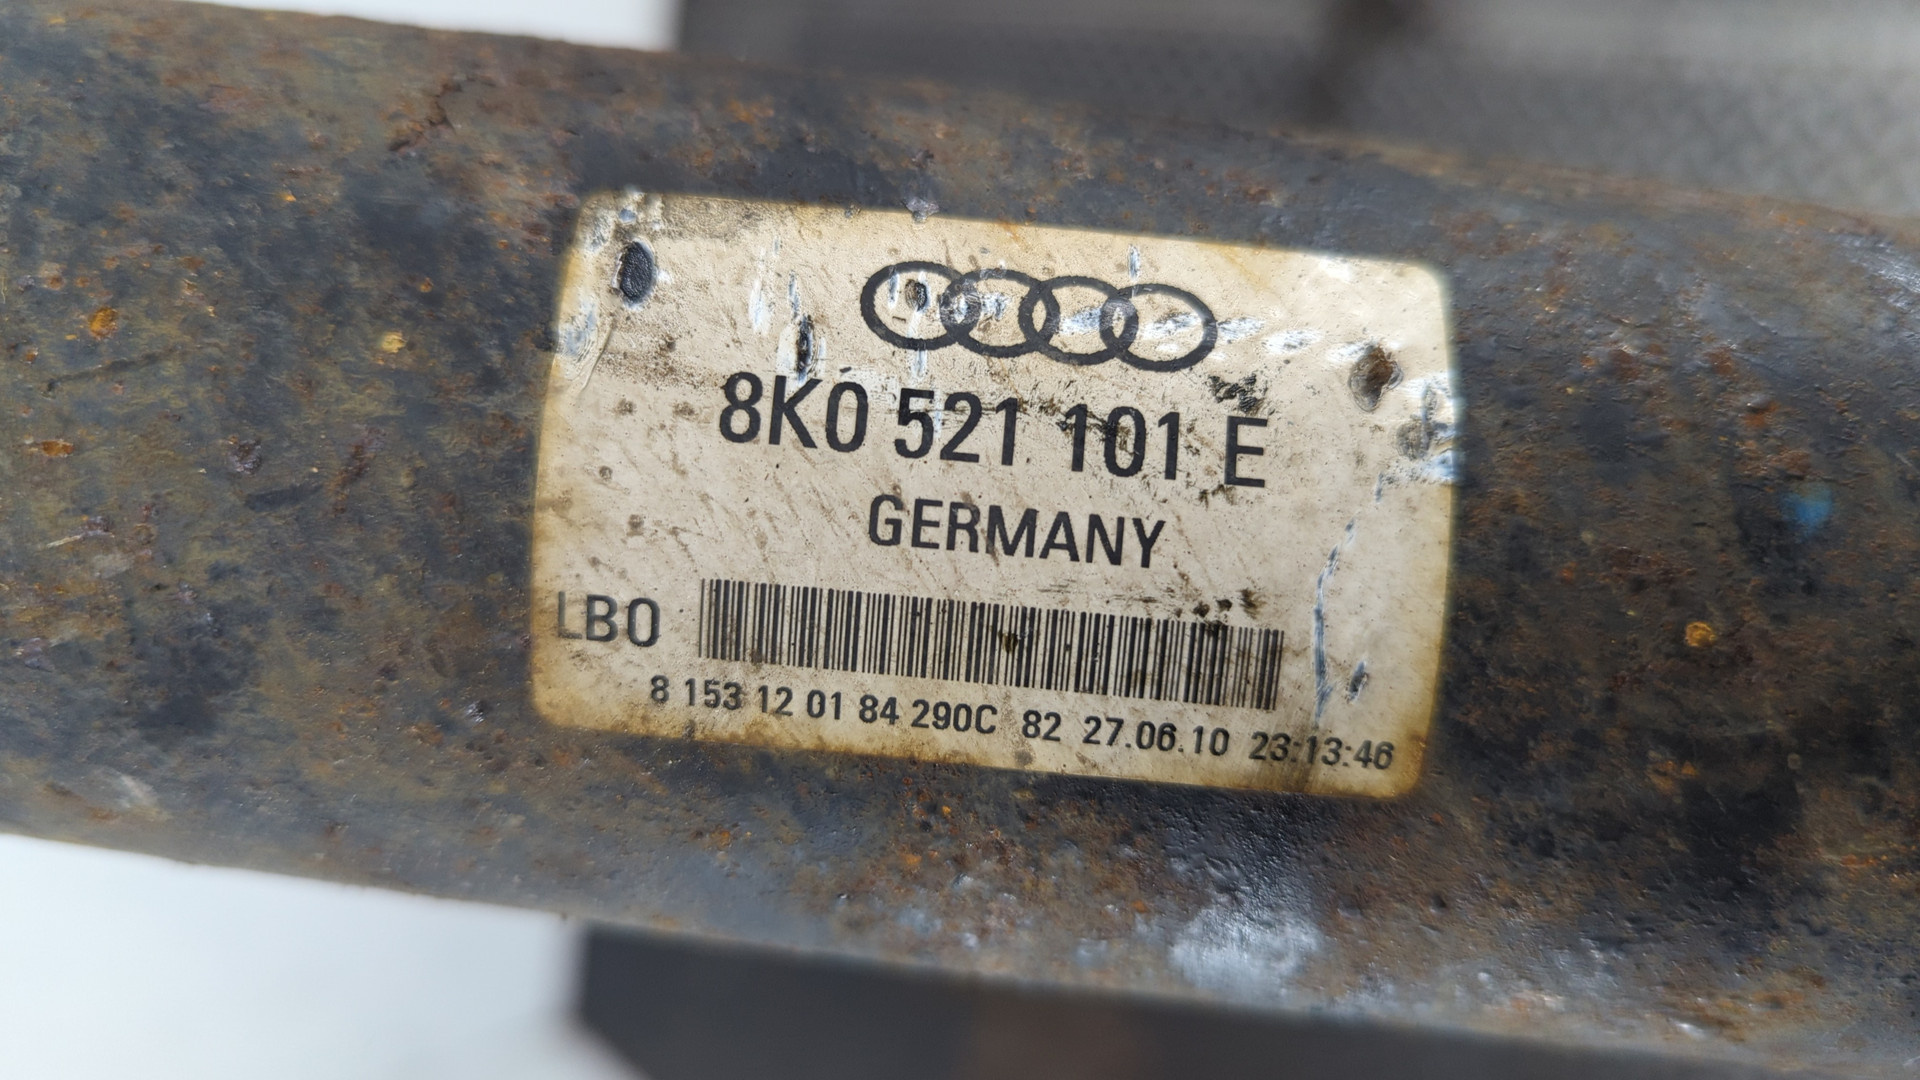 8K0 521 101 E
GERMANY
LBO
8 153 12 01 84 290C 82 27.06.10 23:13:46